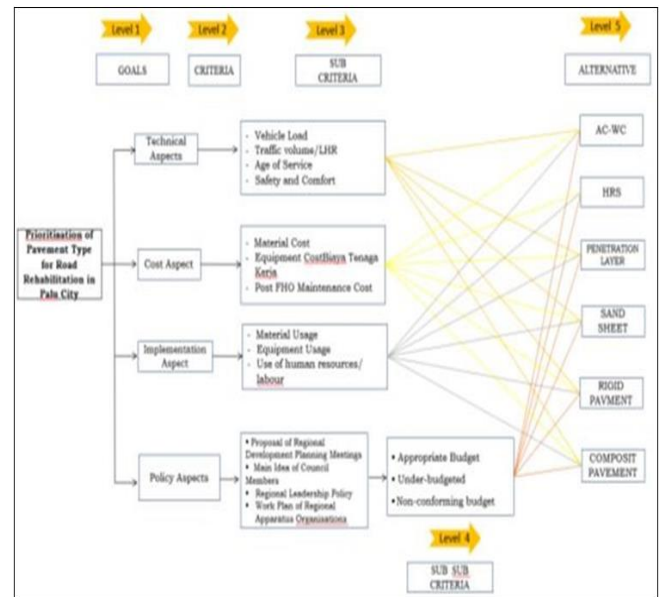 Level 1
Level 2
Level 3
Level 5
GOALS
CRITERIA
SUB
CRITERIA
ALTERNATIVE
Prioritisation of
Pavement Type
for Road
Rehabilitation in
Palu City
Technical
Aspects
- Vehicle Load
- Traffic volume/LHR
- Age of Service
- Safety and Comfort
Cost Aspect
- Material Cost
- Equipment CostBiaya Tenaga
Kerja
- Post FHO Maintenance Cost
Implementation
Aspect
- Material Usage
- Equipment Usage
- Use of human resources/
labour
Policy Aspects
• Proposal of Regional
Development Planning Meetings
• Main Idea of Council
Members
• Regional Leadership Policy
• Work Plan of Regional
Apparatus Organisations
• Appropriate Budget
• Under-budgeted
• Non-conforming budget
Level 4
SUB SUB
CRITERIA
AC-WC
HRS
PENETRATION
LAYER
SAND
SHEET
RIGID
PAVMENT
COMPOSIT
PAVEMENT